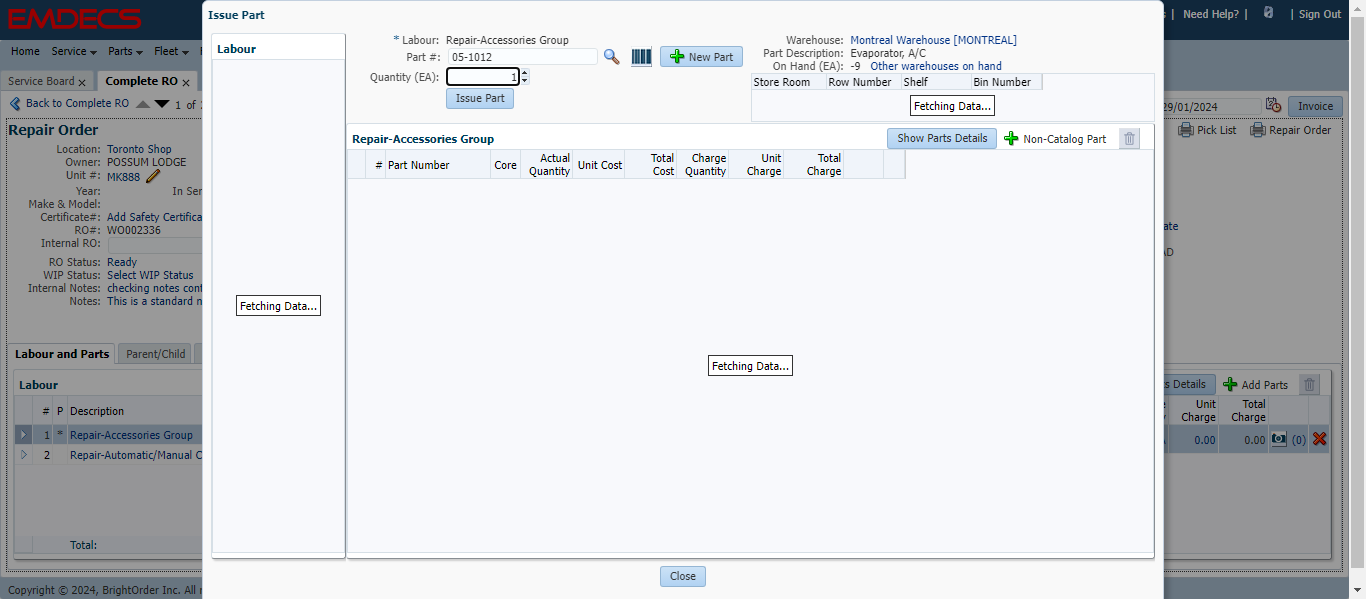 EMDECS
Need Help? |
| Sign Out
Home Service Parts Fleet
Service Board x Complete RO x
Back to Complete RO 1 of
29/01/2024 Invoice
Repair Order
Pick List Repair Order
Location: Toronto Shop
Owner: POSSUM LODGE
Unit #: MK888
Year: In Ser
Make & Model:
Certificate#: Add Safety Certifica
RO#: WO002336
Internal RO:
RO Status: Ready
WIP Status: Select WIP Status
Internal Notes: checking notes cont
Notes: This is a standard n
Labour and Parts Parent/Child
Labour
# P Description
1 * Repair-Accessories Group
2 Repair-Automatic/Manual C
Total:
Copyright © 2024, BrightOrder Inc. All r
Issue Part
Labour
Fetching Data...
* Labour: Repair-Accessories Group
Part #: 05-1012
New Part
Quantity (EA): 1
Issue Part
Warehouse: Montreal Warehouse [MONTREAL]
Part Description: Evaporator, A/C
On Hand (EA): -9 Other warehouses on hand
Store Room Row Number Shelf Bin Number
Fetching Data...
Repair-Accessories Group
Show Parts Details Non-Catalog Part
# Part Number Core Actual Quantity Unit Cost Total Cost Charge Quantity Unit Charge Total Charge
Fetching Data...
Close
s Details Add Parts
Unit Charge Total Charge
0.00 0.00 (0)